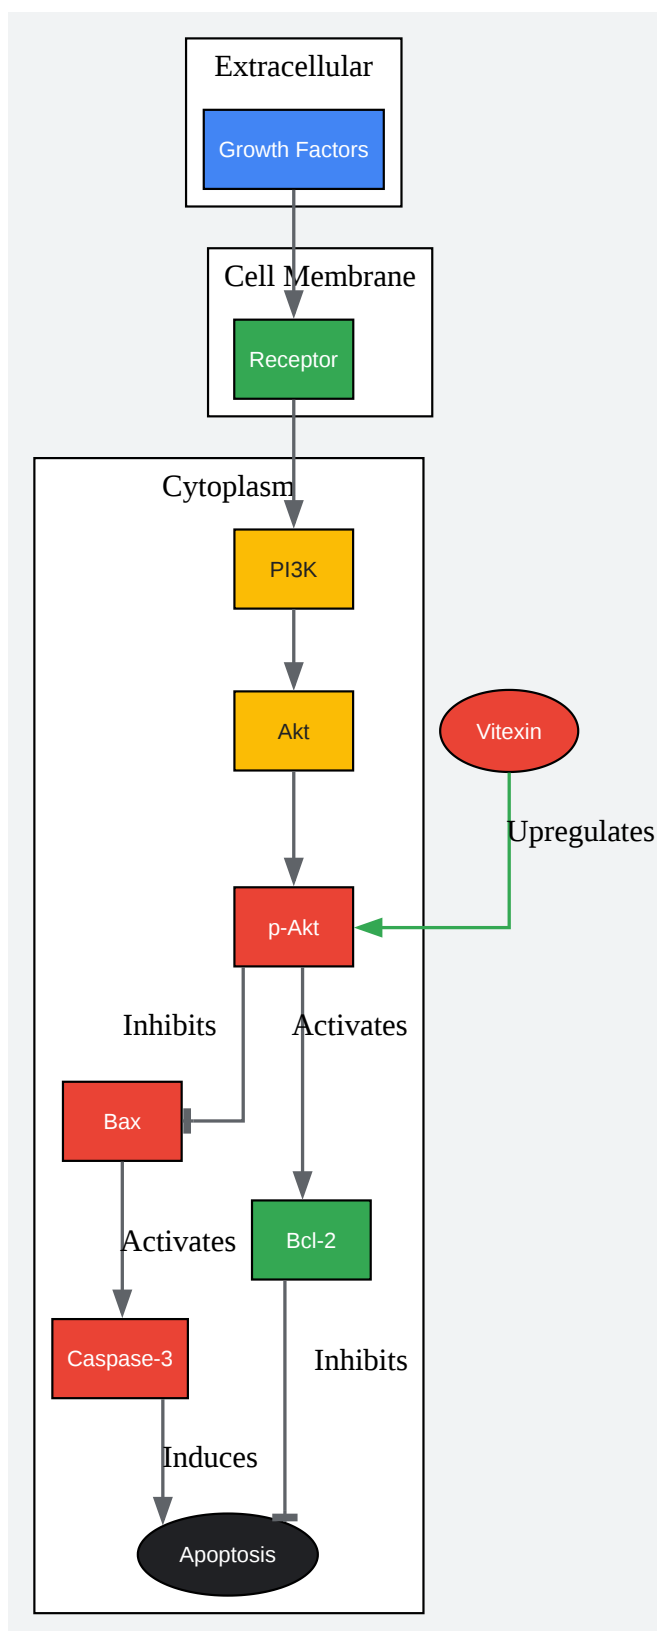 Extracellular
Growth Factors
Cell Membrane
Receptor
Cytoplasm
PI3K
Akt
Vitexin
Upregulates
p-Akt
Inhibits
Activates
Bax
Activates
Bcl-2
Caspase-3
Inhibits
Induces
Apoptosis